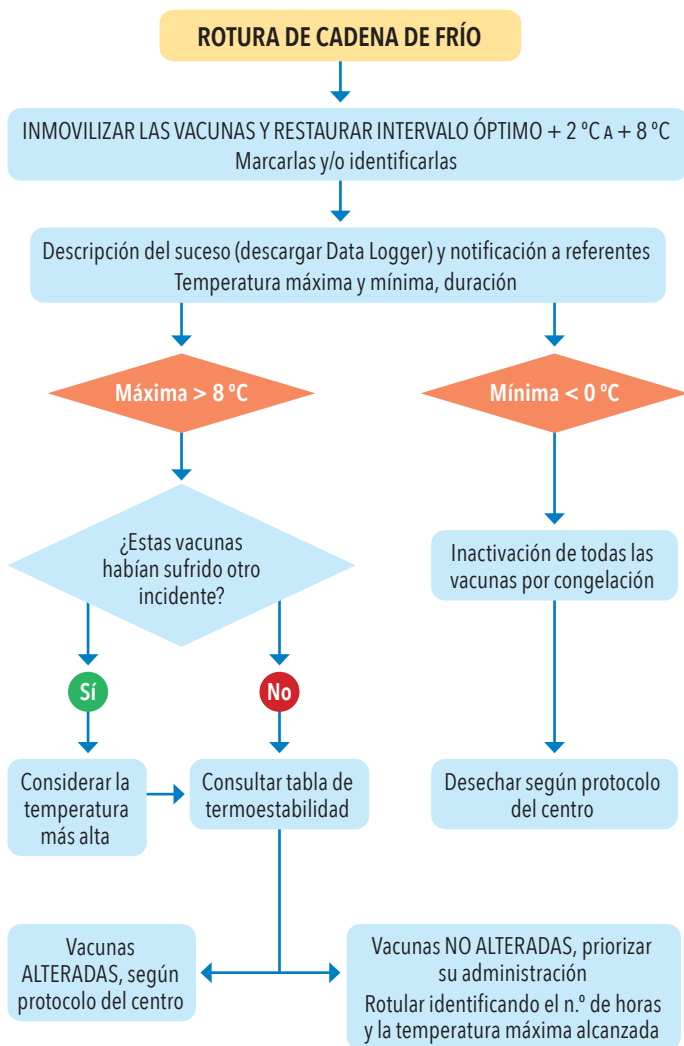 ROTURA DE CADENA DE FRÍO
INMOVILIZAR LAS VACUNAS Y RESTAURAR INTERVALO ÓPTIMO + 2 ºC A + 8 ºC
Marcarlas y/o identificarlas
Descripción del suceso (descargar Data Logger) y notificación a referentes
Temperatura máxima y mínima, duración
Máxima > 8 ºC
Mínima < 0 ºC
¿Estas vacunas
habían sufrido otro
incidente?
Inactivación de todas las
vacunas por congelación
Sí
No
Considerar la
temperatura
más alta
Consultar tabla de
termoestabilidad
Desechar según protocolo
del centro
Vacunas
ALTERADAS, según
protocolo del centro
Vacunas NO ALTERADAS, priorizar
su administración
Rotular identificando el n.º de horas
y la temperatura máxima alcanzada